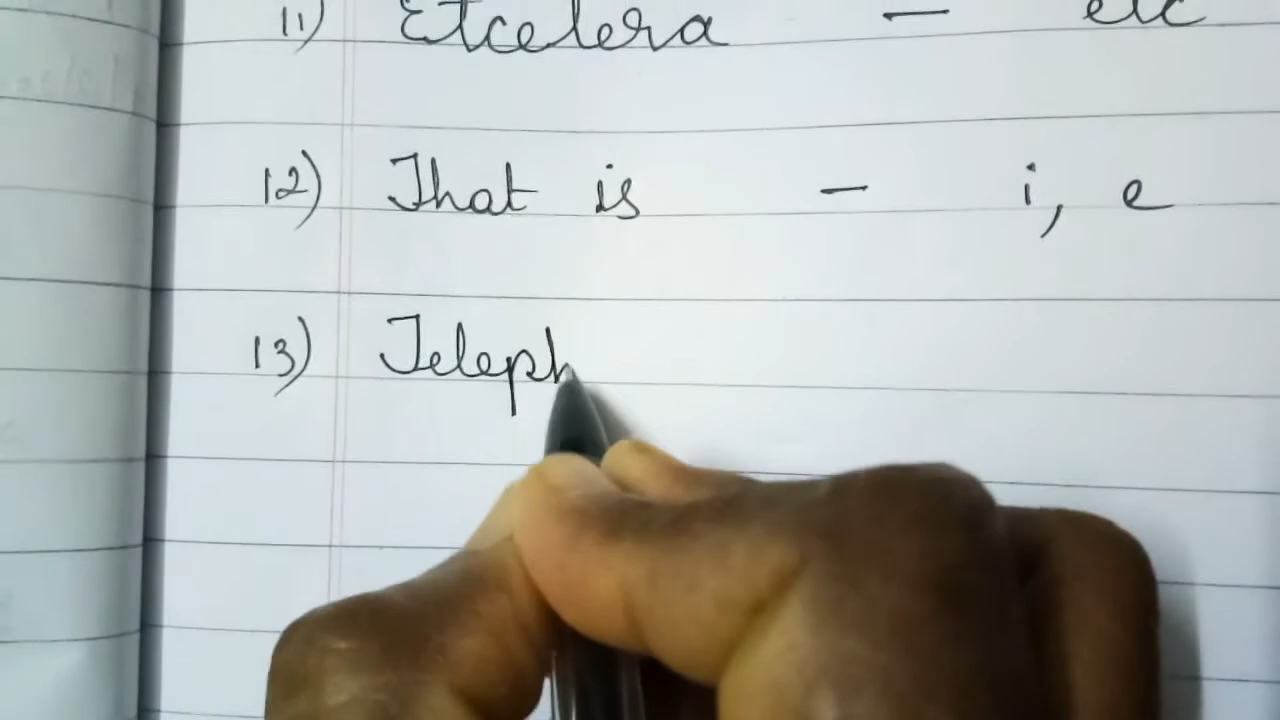 11) Etcetera - etc
12) That is - i, e
13) Teleph